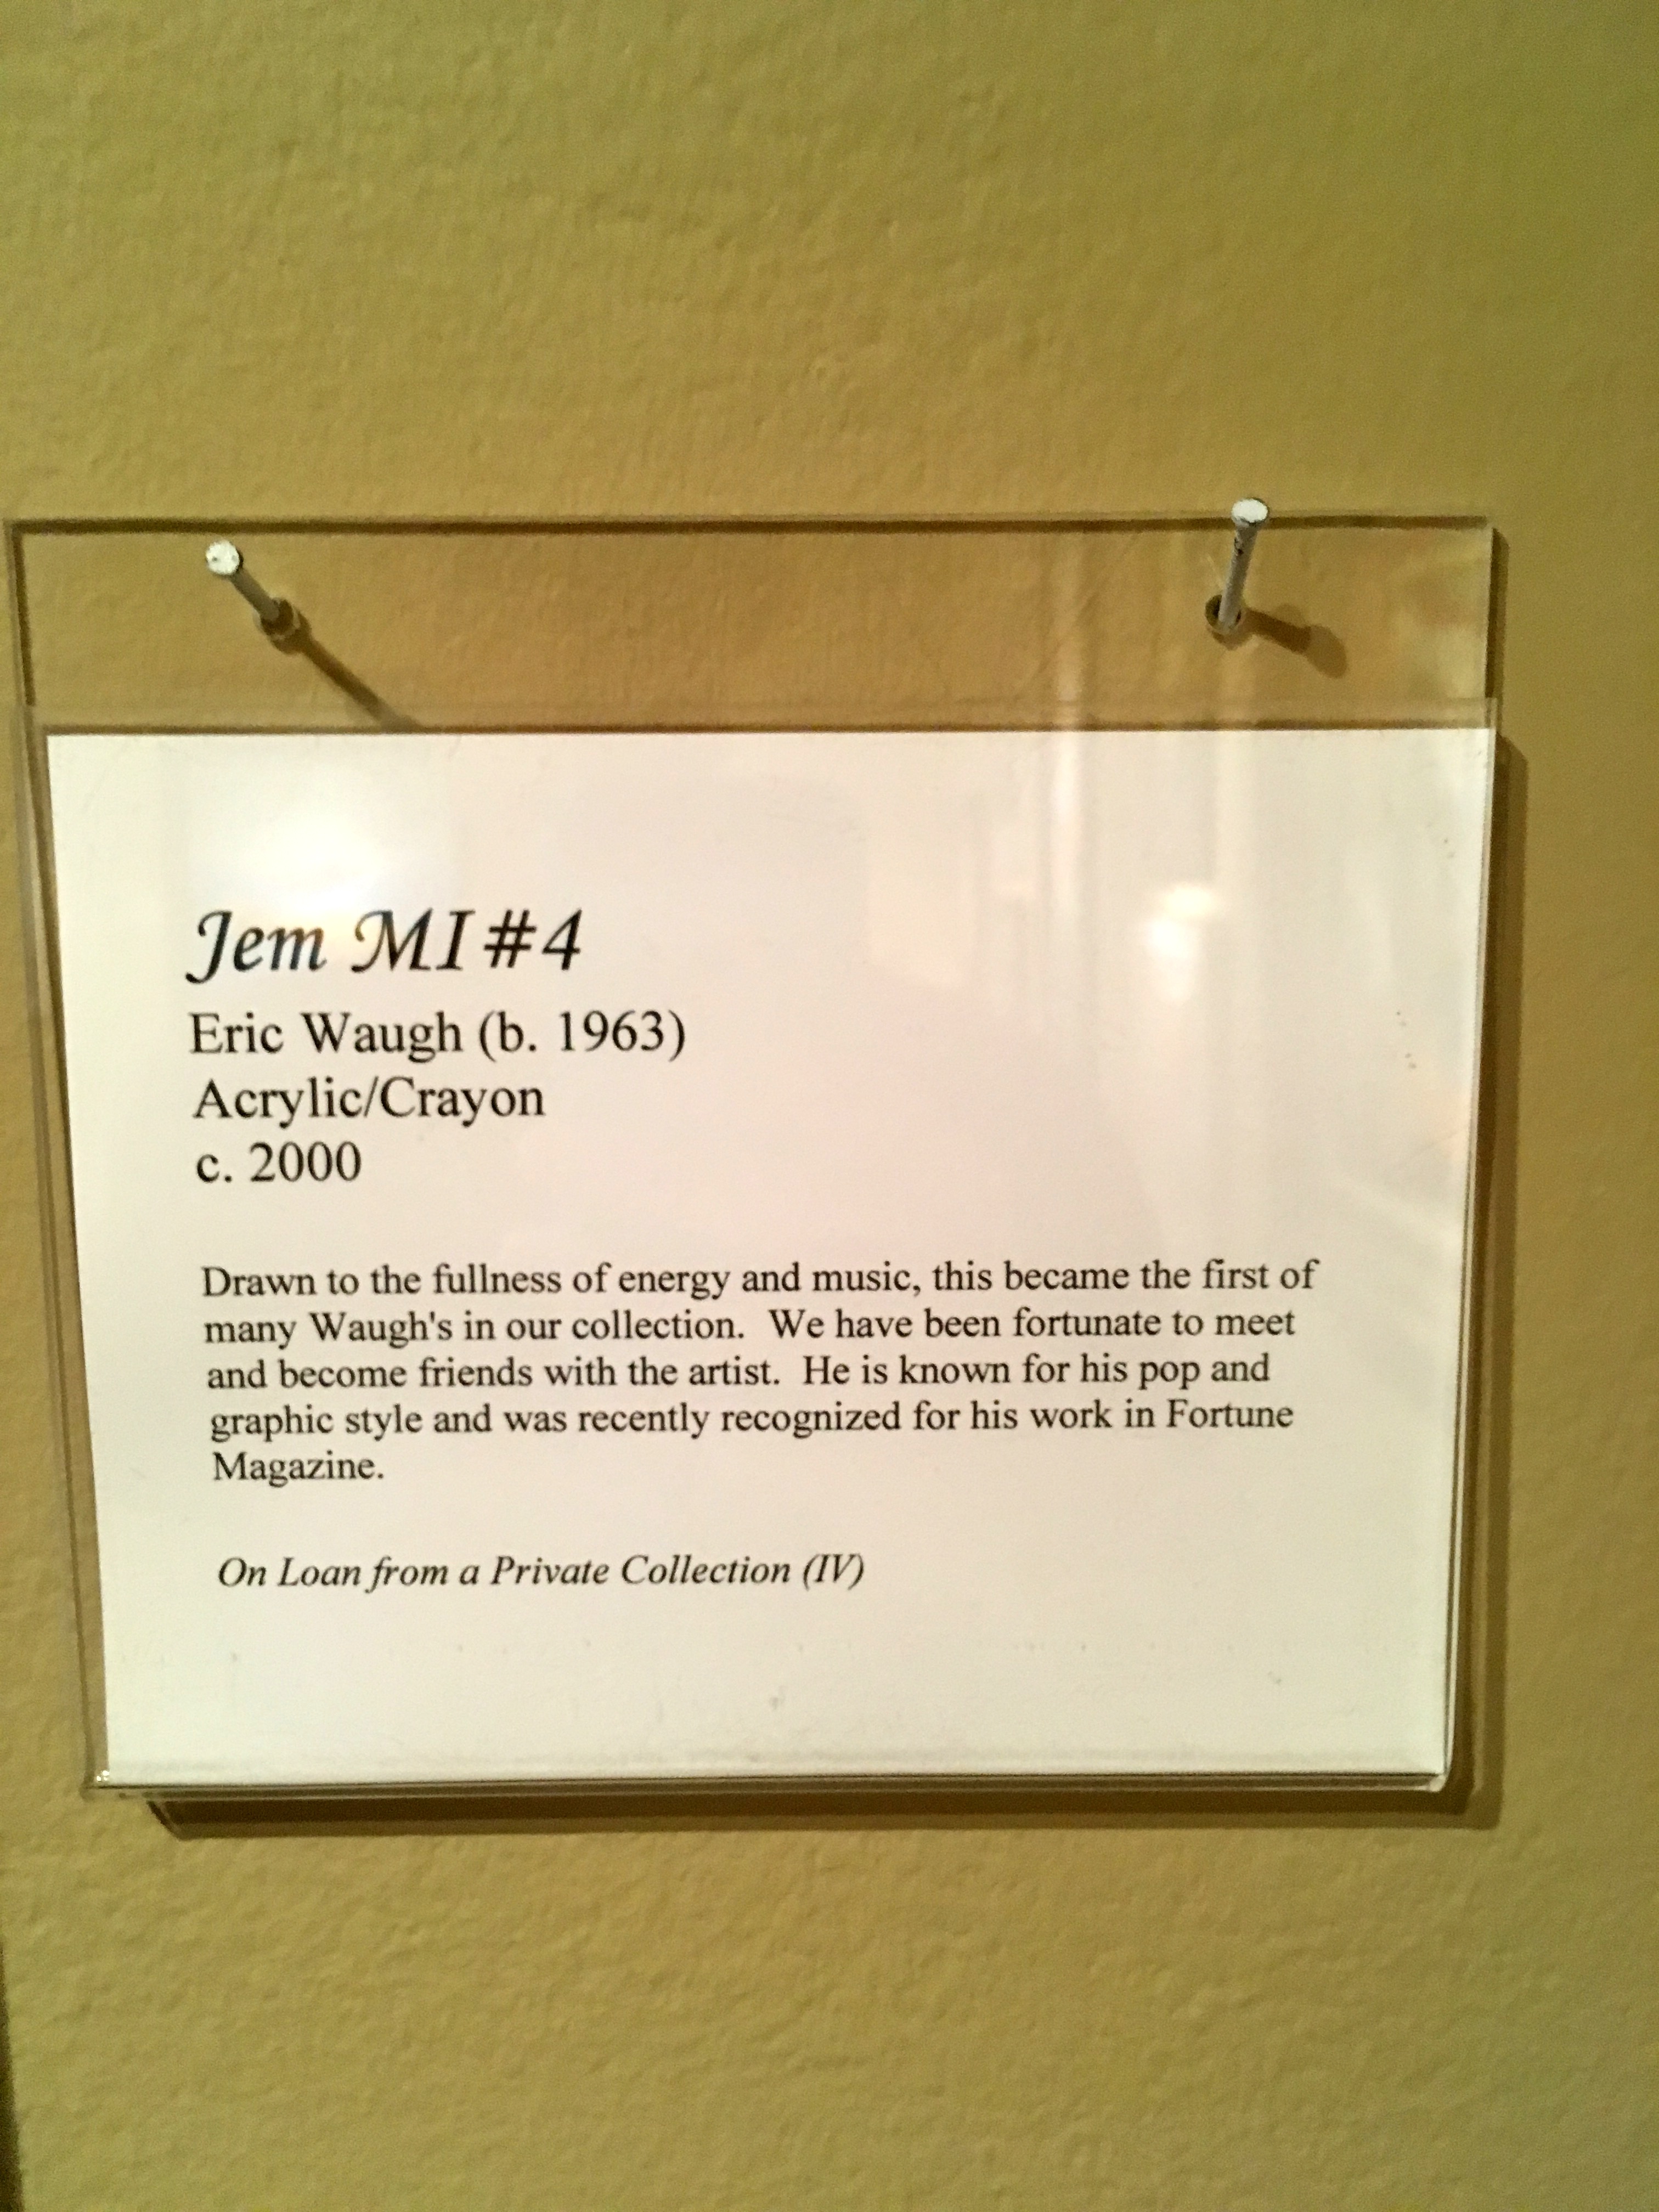 Jem MI #4
Eric Waugh (b. 1963)
Acrylic/Crayon
c. 2000
Drawn to the fullness of energy and music, this became the first of
many Waugh's in our collection.  We have been fortunate to meet
and become friends with the artist.  He is known for his pop and
graphic style and was recently recognized for his work in Fortune
Magazine.
On Loan from a Private Collection (IV)